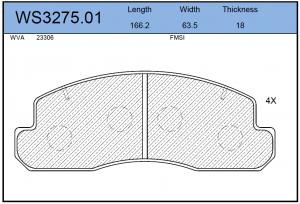 WS3275.01
Length Width Thickness
166.2 63.5 18
WVA 23306 FMSI
4X